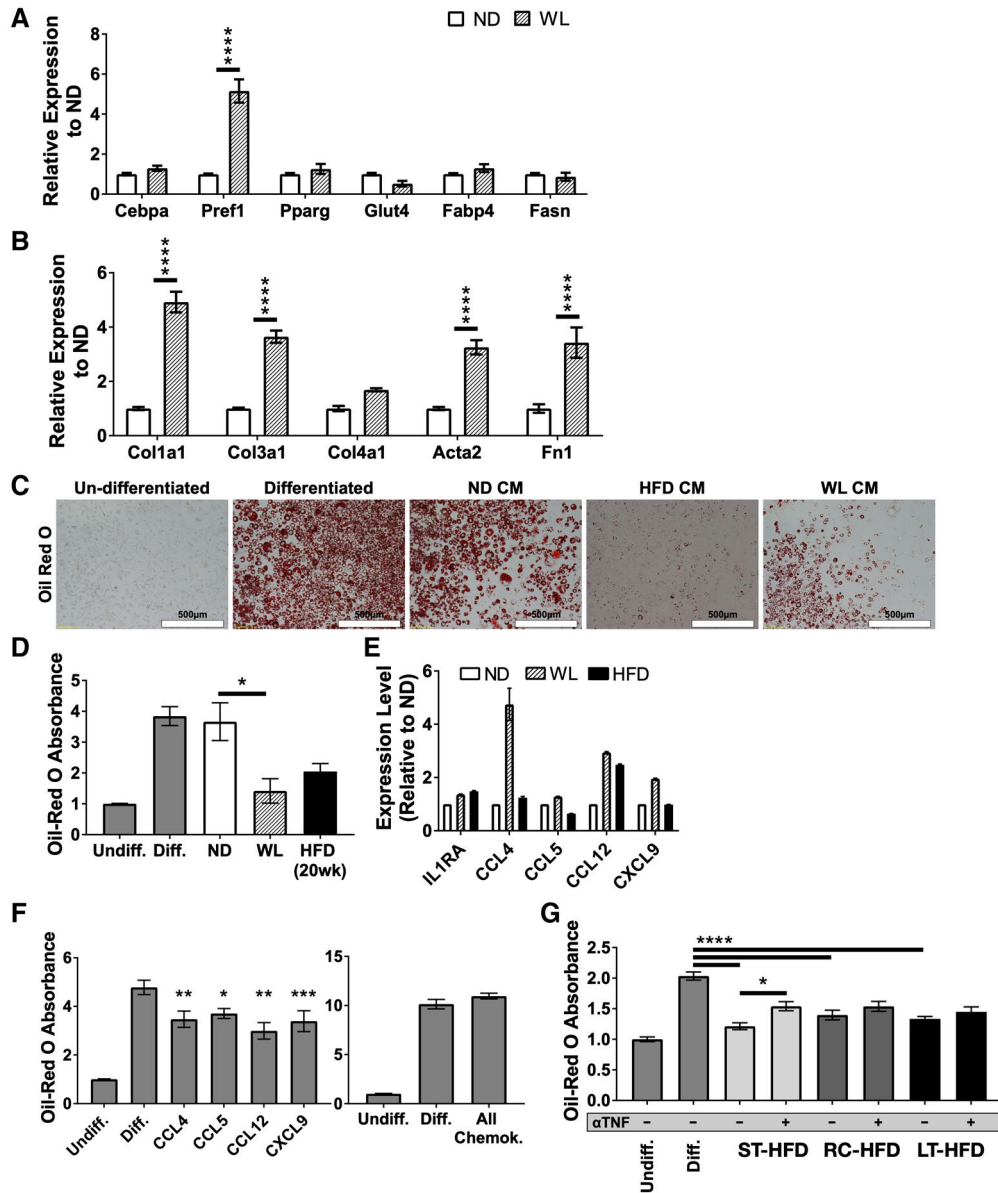 A
ND WL
Relative Expression
to ND
8
6
4
2
0
****
Cebpa Pref1 Pparg Glut4 Fabp4 Fasn
B
Relative Expression
to ND
6
4
2
0
**** **** **** ****
Col1a1 Col3a1 Col4a1 Acta2 Fn1
C
Un-differentiated Differentiated ND CM HFD CM WL CM
Oil Red O
500μm 500μm 500μm 500μm 500μm
D
Oil-Red O Absorbance
5
4
3
2
1
0
*
Undiff. Diff. ND WL HFD
(20wk)
E
ND WL HFD
Expression Level
(Relative to ND)
6
4
2
0
IL1RA CCL4 CCL5 CCL12 CXCL9
F
Oil-Red O Absorbance
6
4
2
0
** * ** ***
Undiff. Diff. CCL4 CCL5 CCL12 CXCL9
15
10
5
0
Undiff. Diff. All
Chemok.
G
Oil-Red O Absorbance
2.5
2.0
1.5
1.0
0.5
0.0
****
*
αTNF – + – + – +
Undiff. Diff. ST-HFD RC-HFD LT-HFD